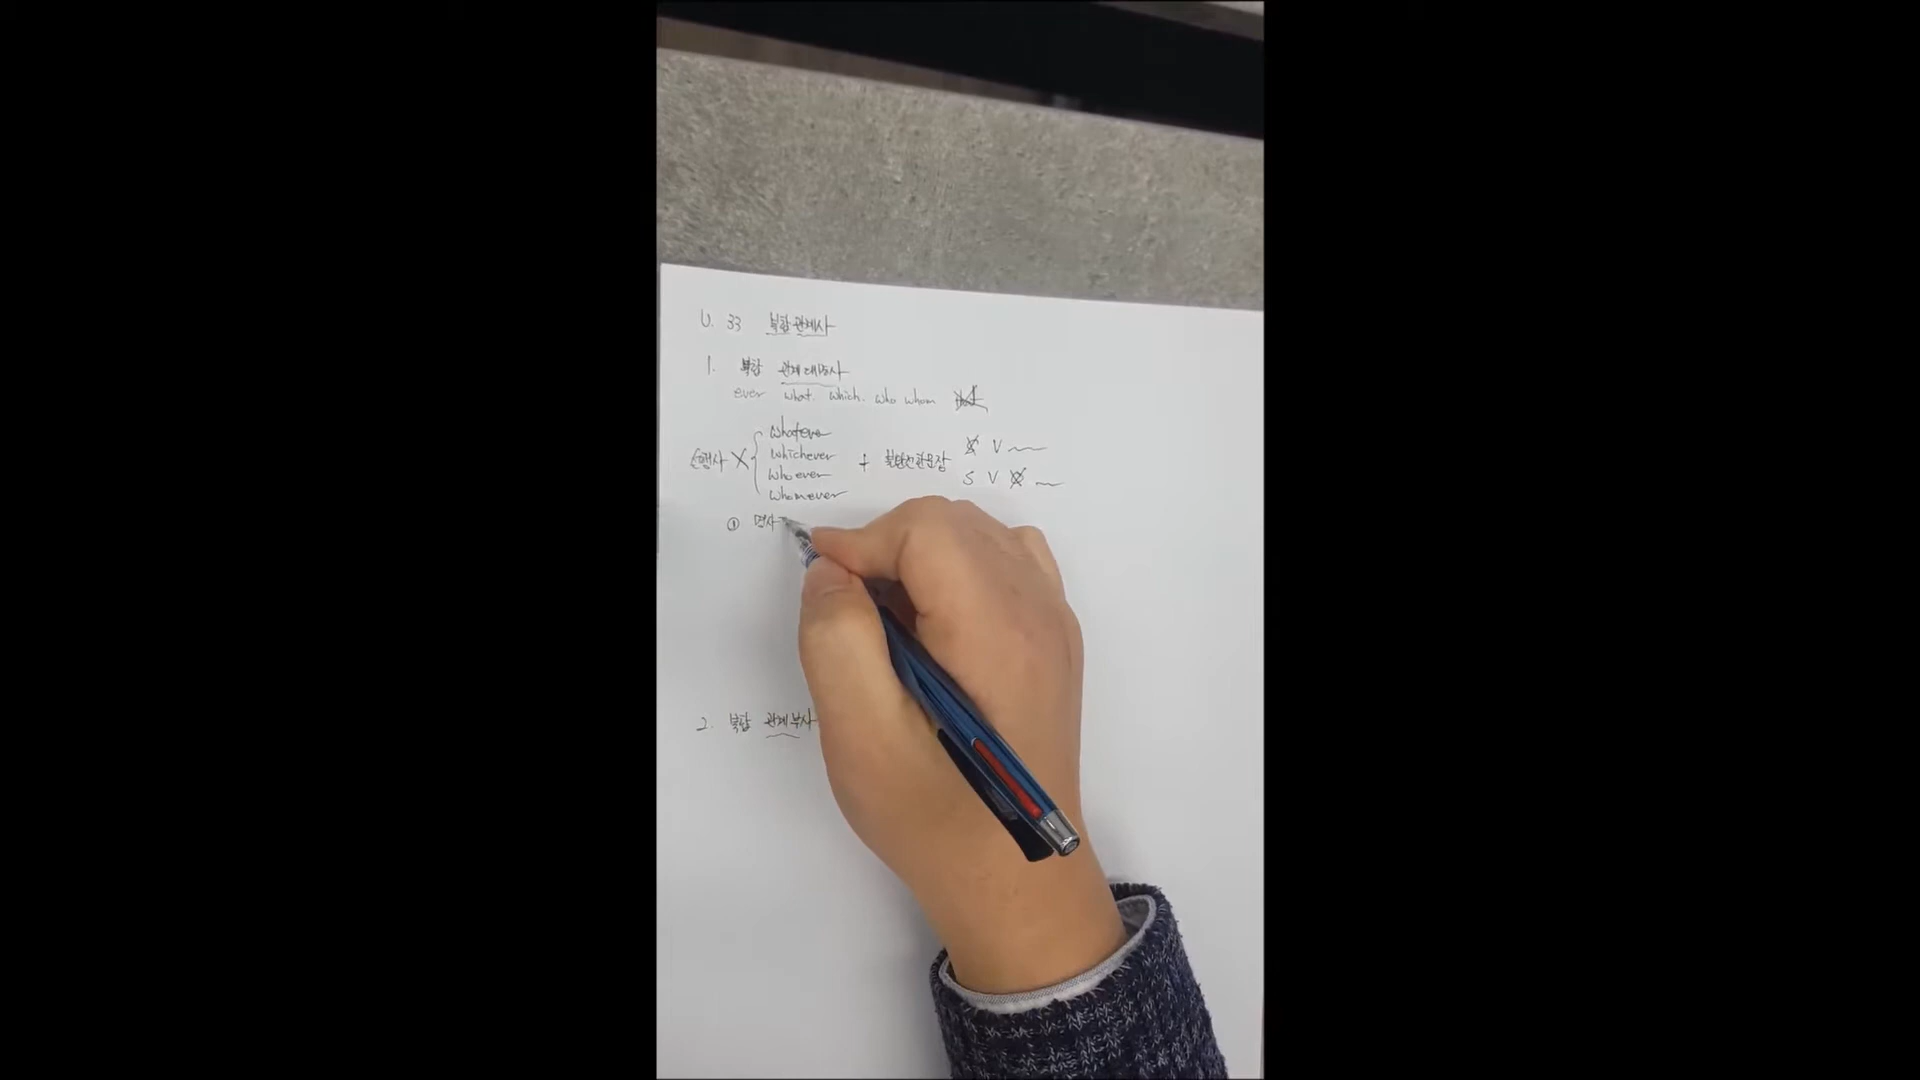 U. 33 복합관계사
1. 복합 관계대명사
ever what. which. who whom that
선행사 X { whatever
whichever
whoever
whomever
+ 불완전한문장 S V
S V O
① 명사
2. 복합 관계부사